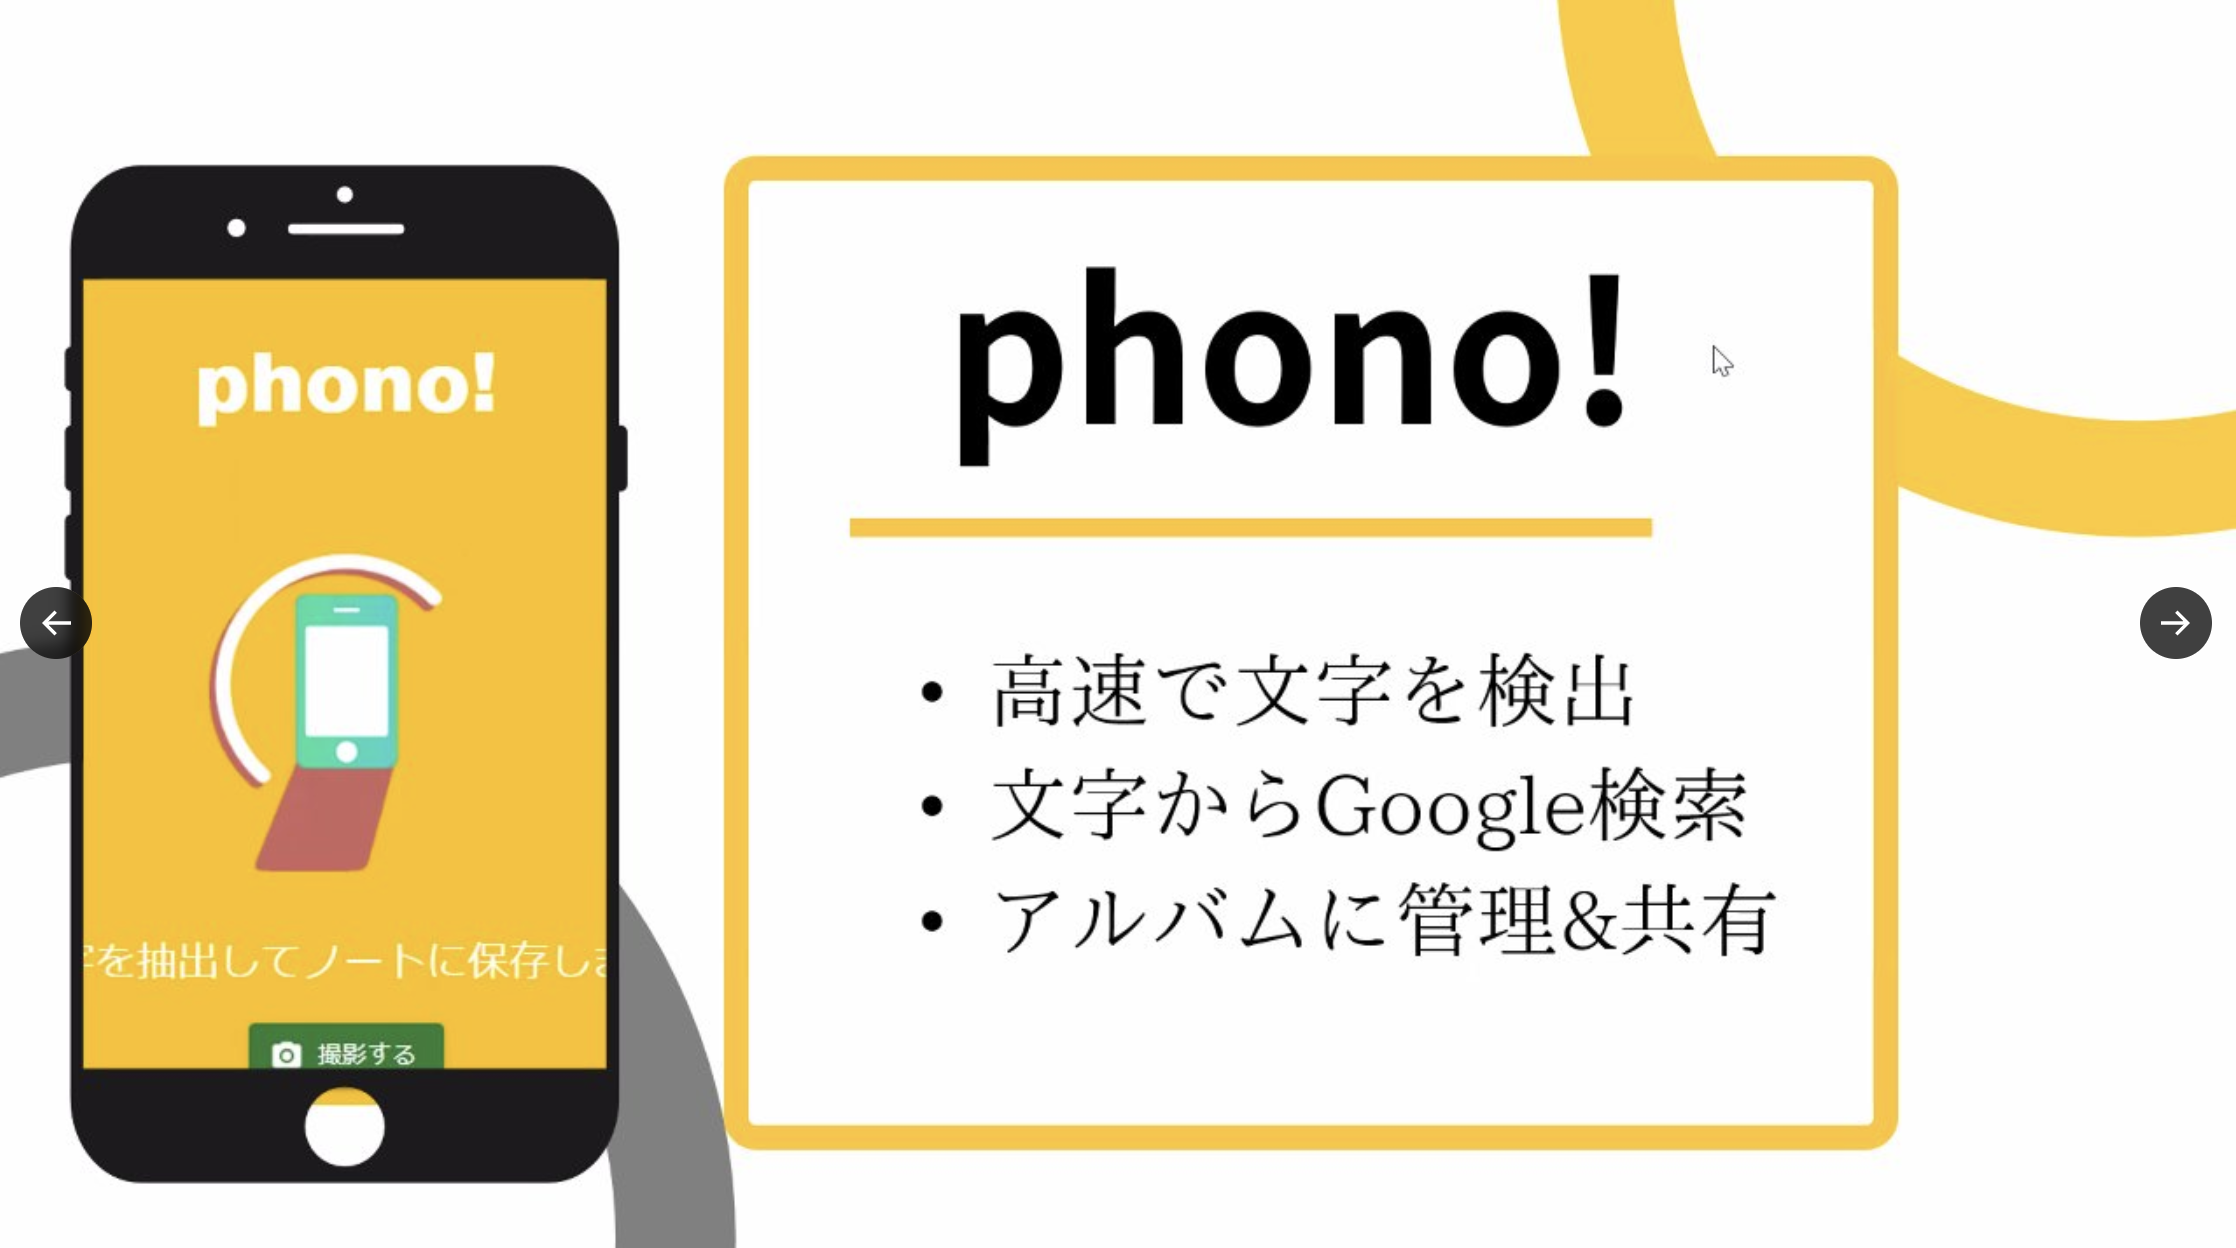 phono!
を抽出してノートに保存し
撮影する
phono!
• 高速で文字を検出
• 文字からGoogle検索
• アルバムに管理&共有